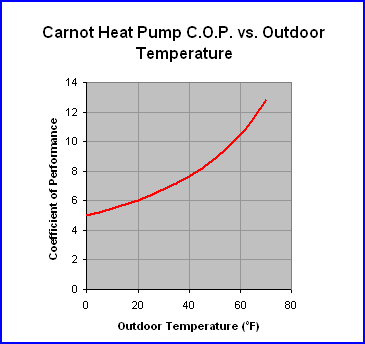 Carnot Heat Pump C.O.P. vs. Outdoor
Temperature
14
12
10
8
6
4
2
0
0 20 40 60 80
Coefficient of Performance
Outdoor Temperature (°F)